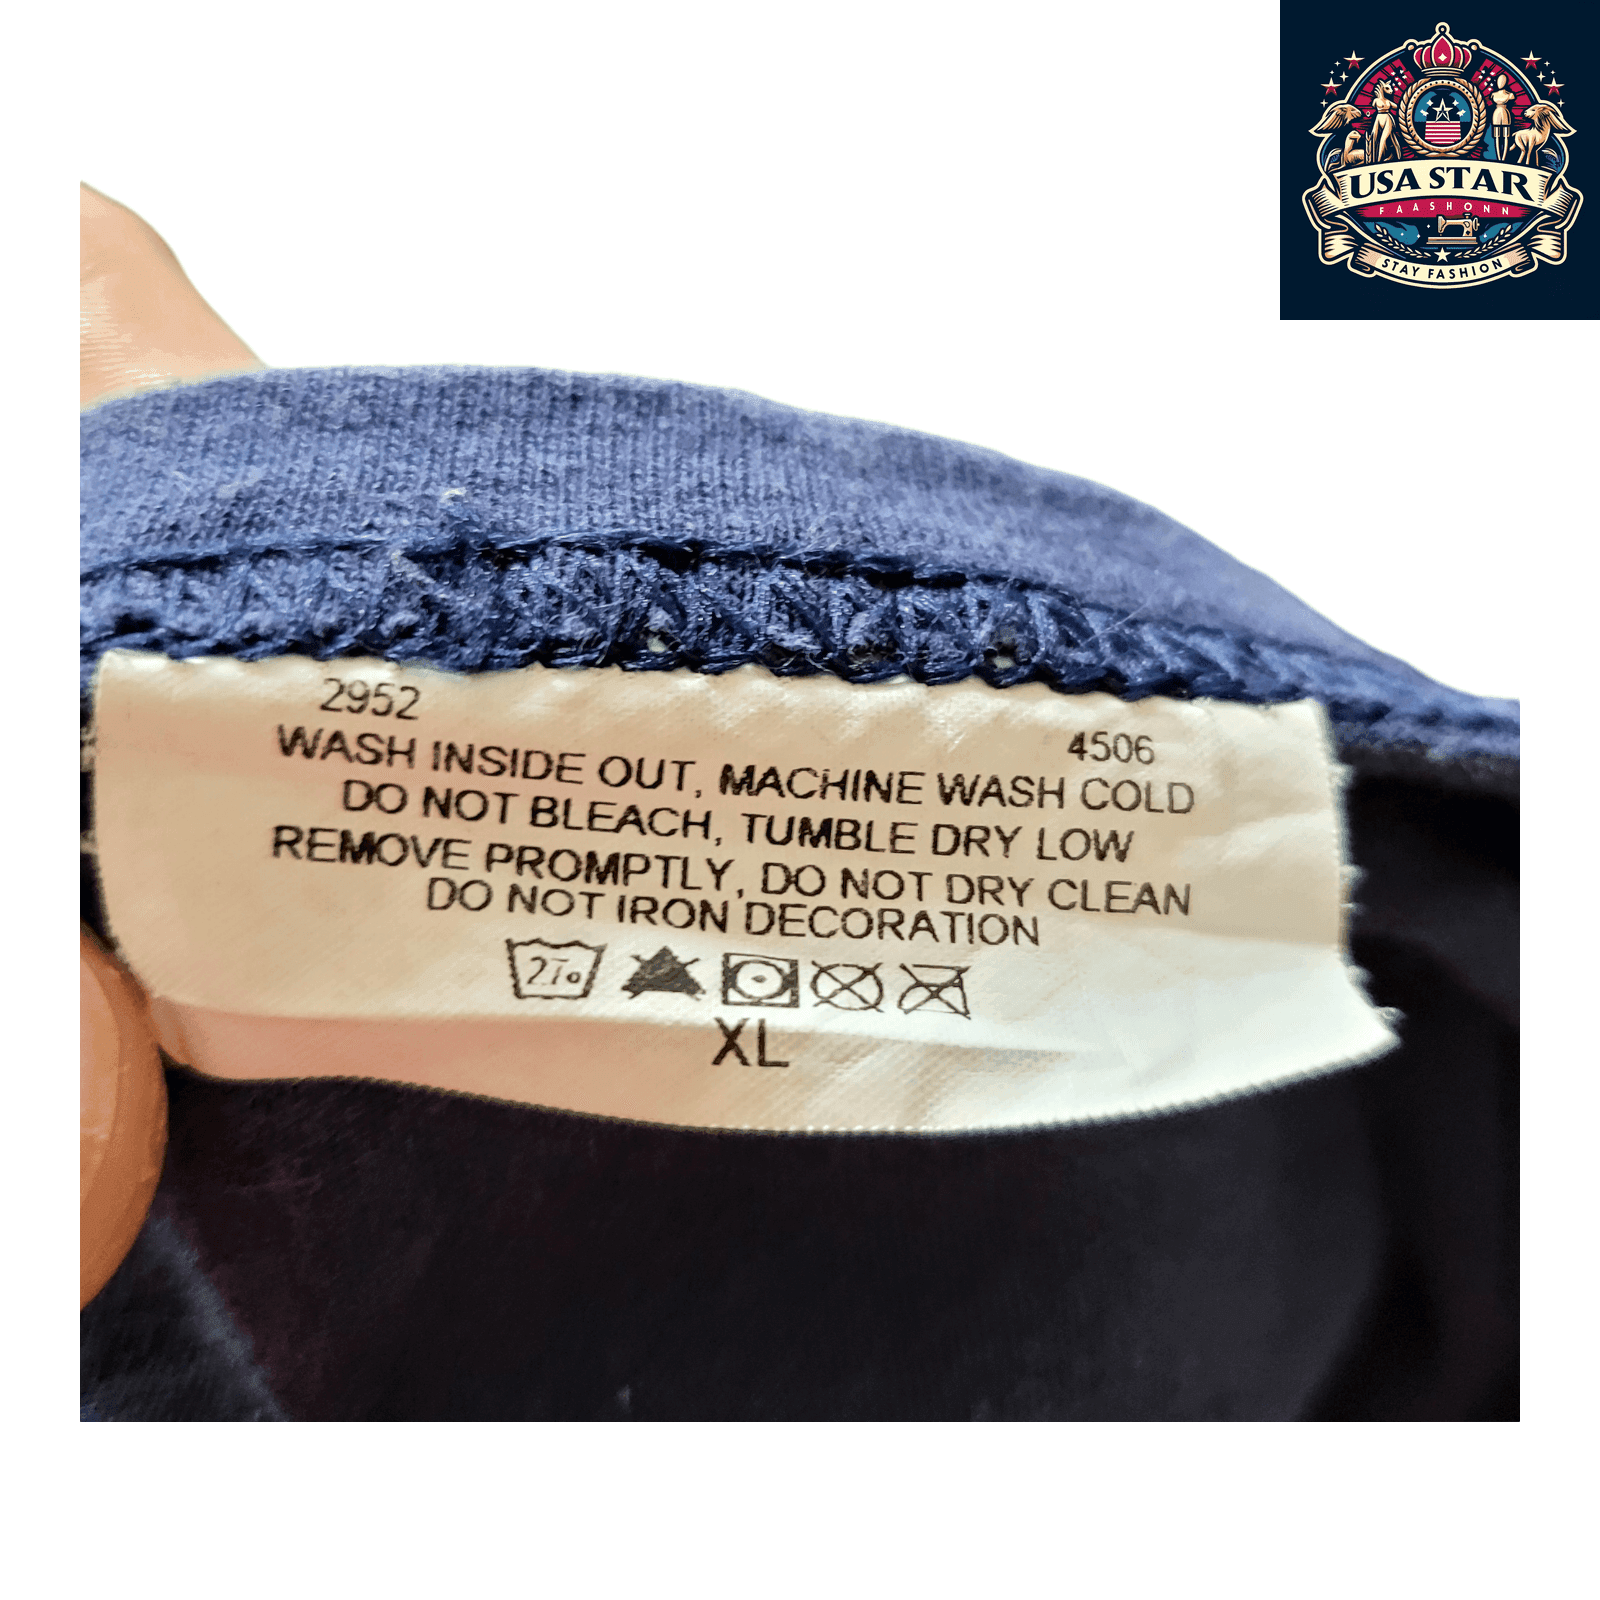 USA STAR
FAASHONN
STAY FASHION
2952
4506
WASH INSIDE OUT, MACHINE WASH COLD
DO NOT BLEACH, TUMBLE DRY LOW
REMOVE PROMPTLY, DO NOT DRY CLEAN
DO NOT IRON DECORATION
XL